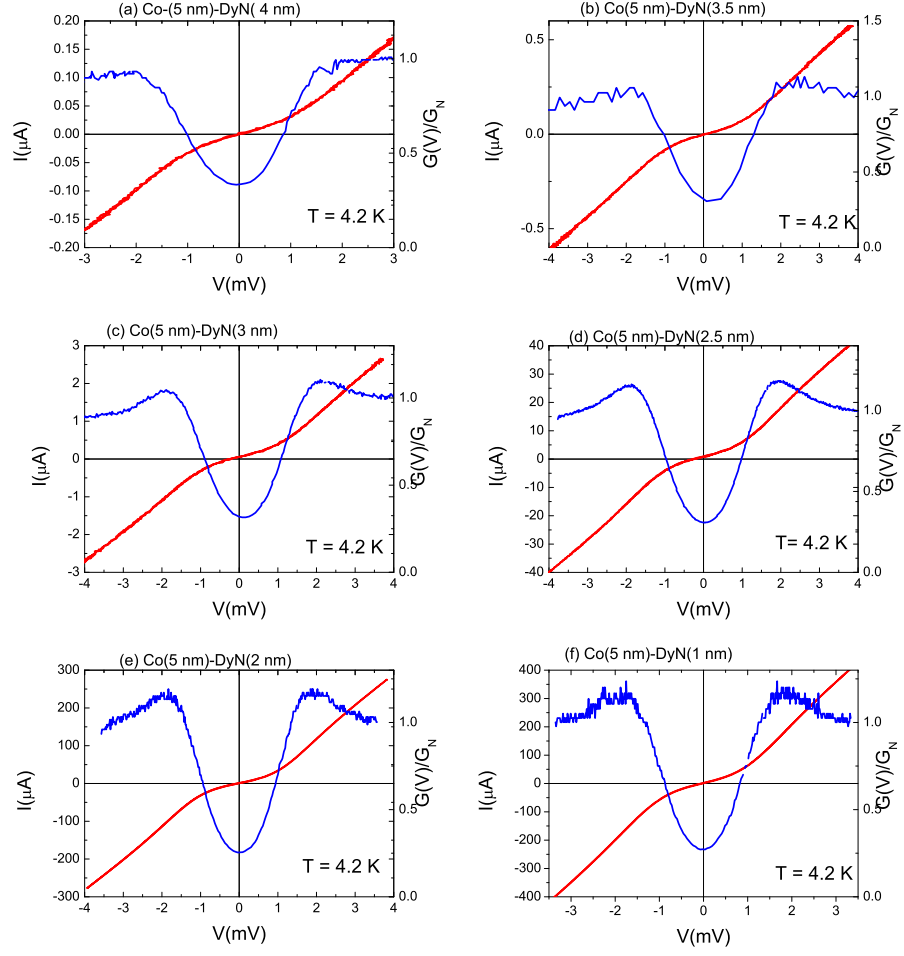 (a) Co-(5 nm)-DyN( 4 nm)
0.20
0.15
0.10
0.05
0.00
-0.05
-0.10
-0.15
-0.20
I(μA)
1.0
0.5
0.0
G(V)/G_N
T = 4.2 K
-3 -2 -1 0 1 2 3
V(mV)
(b) Co(5 nm)-DyN(3.5 nm)
0.5
0.0
-0.5
I(μA)
1.5
1.0
0.5
0.0
G(V)/G_N
T = 4.2 K
-4 -3 -2 -1 0 1 2 3 4
V(mV)
(c) Co(5 nm)-DyN(3 nm)
3
2
1
0
-1
-2
-3
I(μA)
1.0
0.5
0.0
G(V)/G_N
T = 4.2 K
-4 -3 -2 -1 0 1 2 3 4
V(mV)
(d) Co(5 nm)-DyN(2.5 nm)
40
30
20
10
0
-10
-20
-30
-40
I(μA)
1.0
0.5
0.0
G(V)/G_N
T= 4.2 K
-4 -3 -2 -1 0 1 2 3 4
V(mV)
(e) Co(5 nm)-DyN(2 nm)
300
200
100
0
-100
-200
-300
I(μA)
1.0
0.5
0.0
G(V)/G_N
T = 4.2 K
-4 -3 -2 -1 0 1 2 3 4
V(mV)
(f) Co(5 nm)-DyN(1 nm)
400
300
200
100
0
-100
-200
-300
-400
I(μA)
1.0
0.5
0.0
G(V)/G_N
T = 4.2 K
-3 -2 -1 0 1 2 3
V(mV)